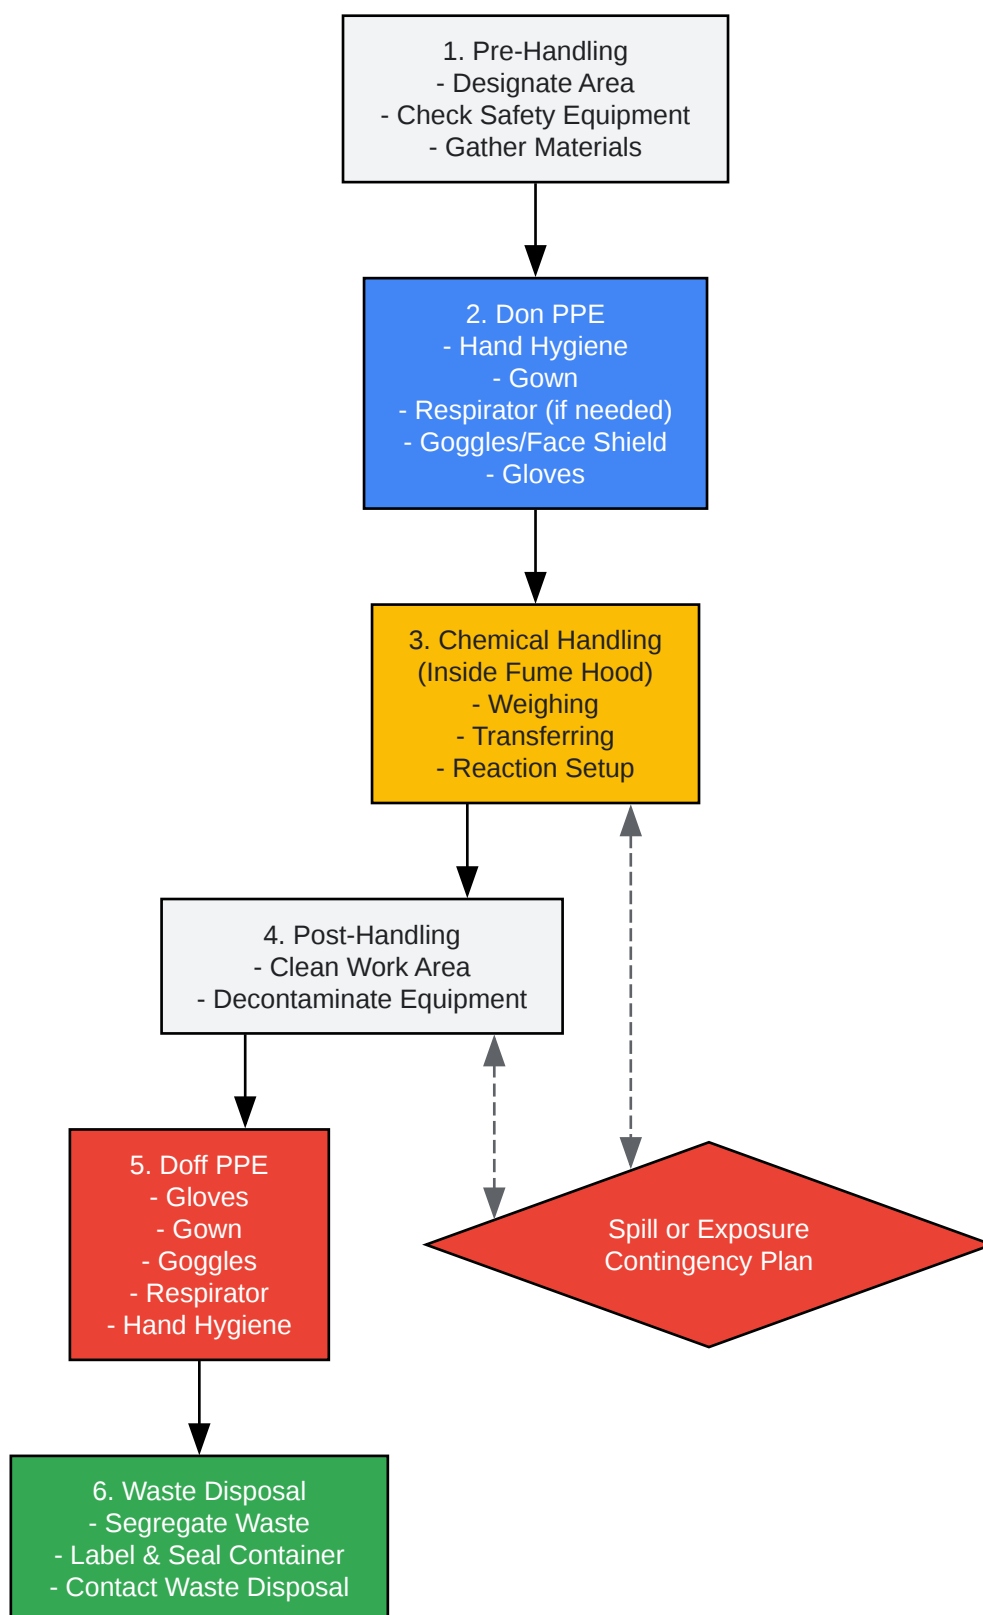 1. Pre-Handling
- Designate Area
- Check Safety Equipment
- Gather Materials
2. Don PPE
- Hand Hygiene
- Gown
- Respirator (if needed)
- Goggles/Face Shield
- Gloves
3. Chemical Handling
(Inside Fume Hood)
- Weighing
- Transferring
- Reaction Setup
4. Post-Handling
- Clean Work Area
- Decontaminate Equipment
5. Doff PPE
- Gloves
- Gown
- Goggles
- Respirator
- Hand Hygiene
Spill or Exposure
Contingency Plan
6. Waste Disposal
- Segregate Waste
- Label & Seal Container
- Contact Waste Disposal